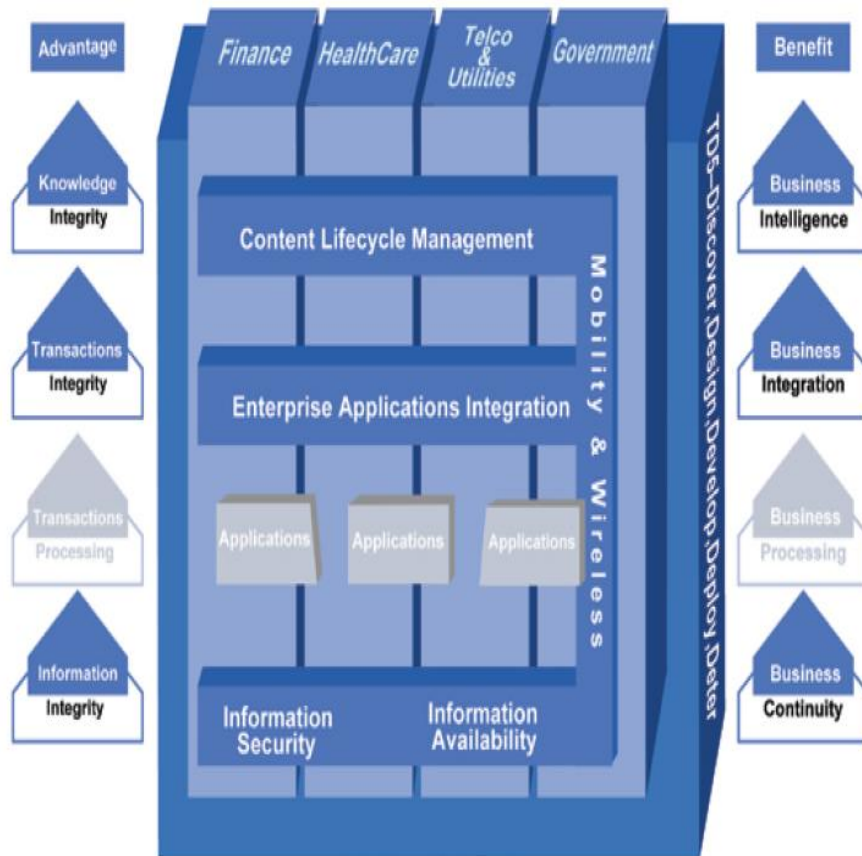 Advantage
Finance
HealthCare
Telco
&
Utilities
Government
Benefit
Knowledge
Integrity
Content Lifecycle Management
Business
Intelligence
Transactions
Integrity
Enterprise Applications Integration
Business
Integration
Mobility & Wireless
TD5–Discover,Design,Develop,Deploy,Deter
Transactions
Processing
Applications
Applications
Applications
Business
Processing
Information
Integrity
Information
Security
Information
Availability
Business
Continuity